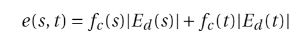 e(s, t) = f_c(s)|E_d(s)| + f_c(t)|E_d(t)|